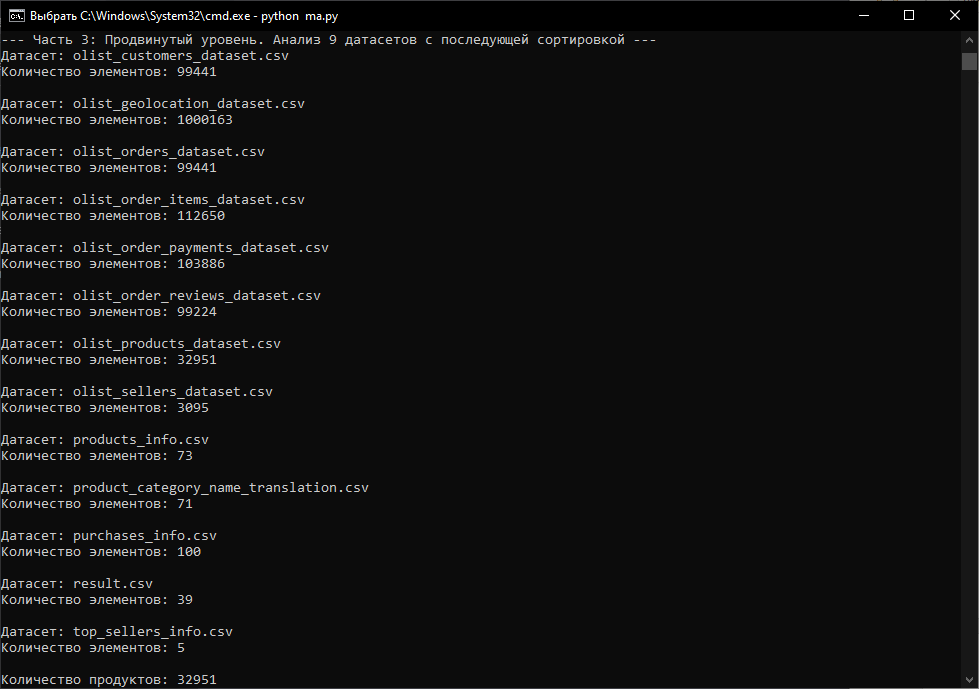 Выбрать C:\Windows\System32\cmd.exe - python  ma.py
--- Часть 3: Продвинутый уровень. Анализ 9 датасетов с последующей сортировкой ---
Датасет: olist_customers_dataset.csv
Количество элементов: 99441
Датасет: olist_geolocation_dataset.csv
Количество элементов: 1000163
Датасет: olist_orders_dataset.csv
Количество элементов: 99441
Датасет: olist_order_items_dataset.csv
Количество элементов: 112650
Датасет: olist_order_payments_dataset.csv
Количество элементов: 103886
Датасет: olist_order_reviews_dataset.csv
Количество элементов: 99224
Датасет: olist_products_dataset.csv
Количество элементов: 32951
Датасет: olist_sellers_dataset.csv
Количество элементов: 3095
Датасет: products_info.csv
Количество элементов: 73
Датасет: product_category_name_translation.csv
Количество элементов: 71
Датасет: purchases_info.csv
Количество элементов: 100
Датасет: result.csv
Количество элементов: 39
Датасет: top_sellers_info.csv
Количество элементов: 5
Количество продуктов: 32951